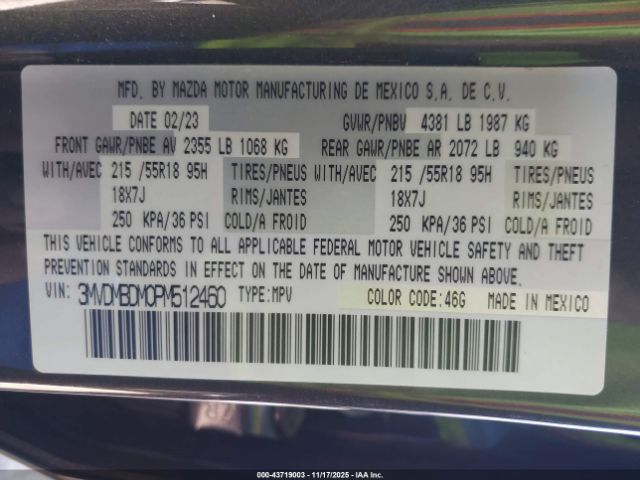 MFD. BY MAZDA MOTOR MANUFACTURING DE MEXICO S.A. DE C.V.
DATE 02/23 GVWR/PNBV 4381 LB 1987 KG
FRONT GAWR/PNBE AV 2355 LB 1068 KG REAR GAWR/PNBE AR 2072 LB 940 KG
WITH/AVEC 215 /55R18 95H TIRES/PNEUS WITH/AVEC 215 /55R18 95H TIRES/PNEUS
18X7J RIMS/JANTES 18X7J RIMS/JANTES
250 KPA/36 PSI COLD/A FROID 250 KPA/36 PSI COLD/A FROID
THIS VEHICLE CONFORMS TO ALL APPLICABLE FEDERAL MOTOR VEHICLE SAFETY AND THEFT
PREVENTION STANDARDS IN EFFECT ON THE DATE OF MANUFACTURE SHOWN ABOVE.
VIN: 3MVDMBBM0PM512460 TYPE:MPV COLOR CODE:46G MADE IN MEXICO
000-43719003 - 11/17/2025 - IAAI.COM